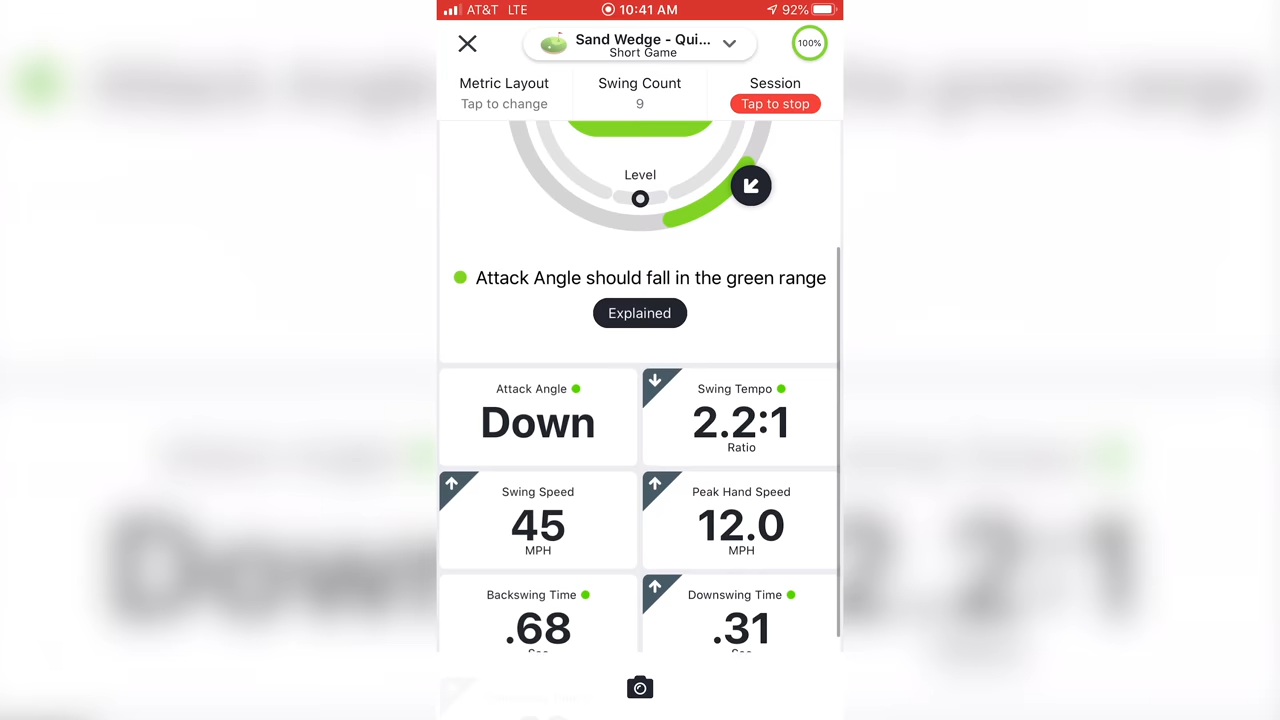 AT&T LTE 10:41 AM 92%
Sand Wedge - Qui...
Short Game
100%
Metric Layout Swing Count Session
Tap to change 9 Tap to stop
Level
Attack Angle should fall in the green range
Explained
Attack Angle Swing Tempo
Down 2.2:1
Ratio
Swing Speed Peak Hand Speed
45 12.0
MPH MPH
Backswing Time Downswing Time
.68 .31